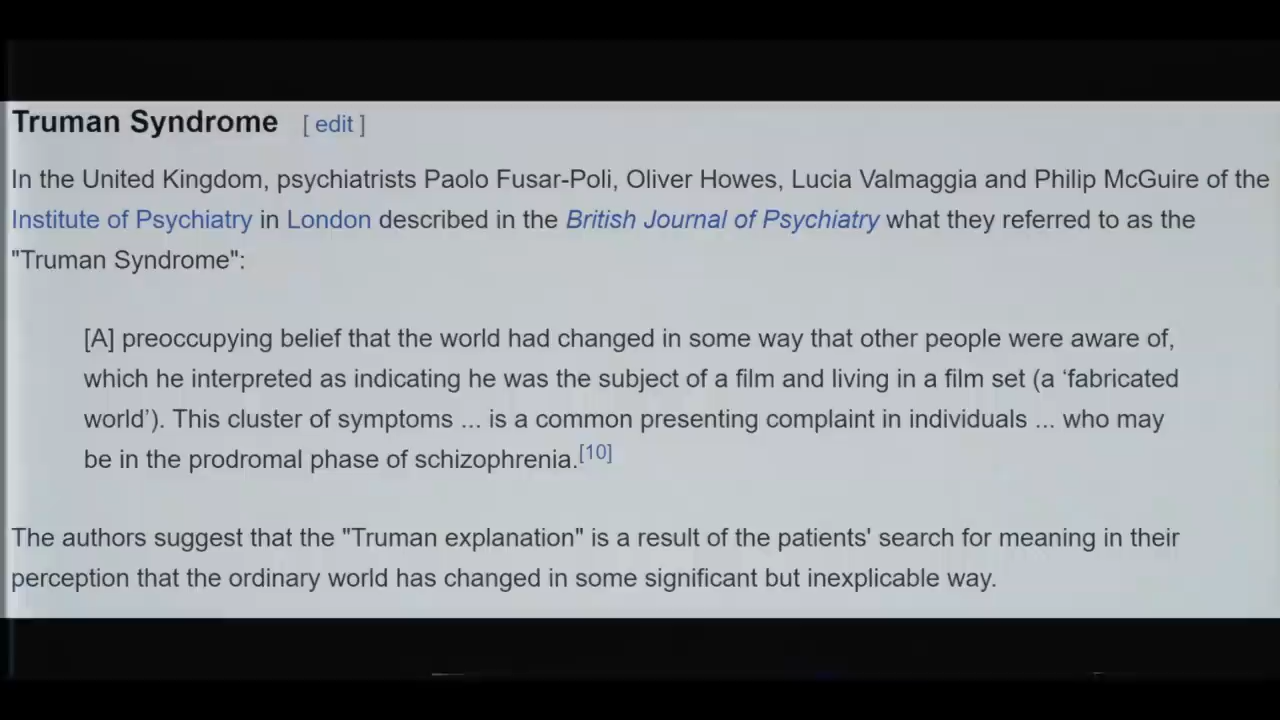 Truman Syndrome [ edit ]
In the United Kingdom, psychiatrists Paolo Fusar-Poli, Oliver Howes, Lucia Valmaggia and Philip McGuire of the
Institute of Psychiatry in London described in the British Journal of Psychiatry what they referred to as the
"Truman Syndrome":
[A] preoccupying belief that the world had changed in some way that other people were aware of,
which he interpreted as indicating he was the subject of a film and living in a film set (a ‘fabricated
world’). This cluster of symptoms ... is a common presenting complaint in individuals ... who may
be in the prodromal phase of schizophrenia.[10]
The authors suggest that the "Truman explanation" is a result of the patients' search for meaning in their
perception that the ordinary world has changed in some significant but inexplicable way.